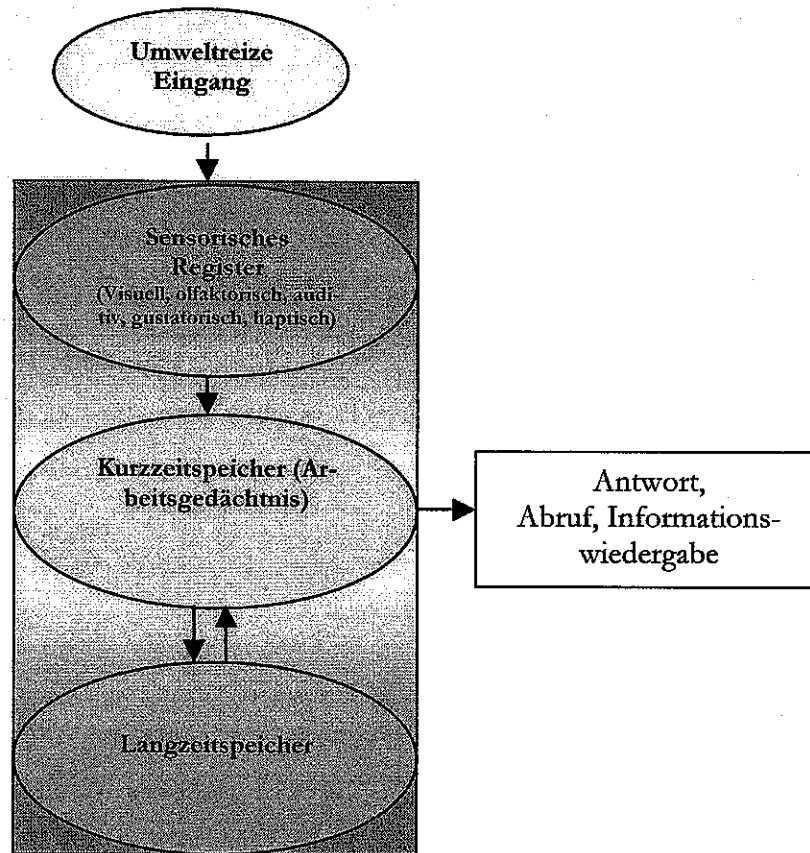 Umweltreize
Eingang
Sensorisches
Register
(Visuell, olfaktorisch, audi-
tiv, gustatorisch, haptisch)
Kurzzeitspeicher (Ar-
beitsgedächtnis)
Antwort,
Abruf, Informations-
wiedergabe
Langzeitspeicher